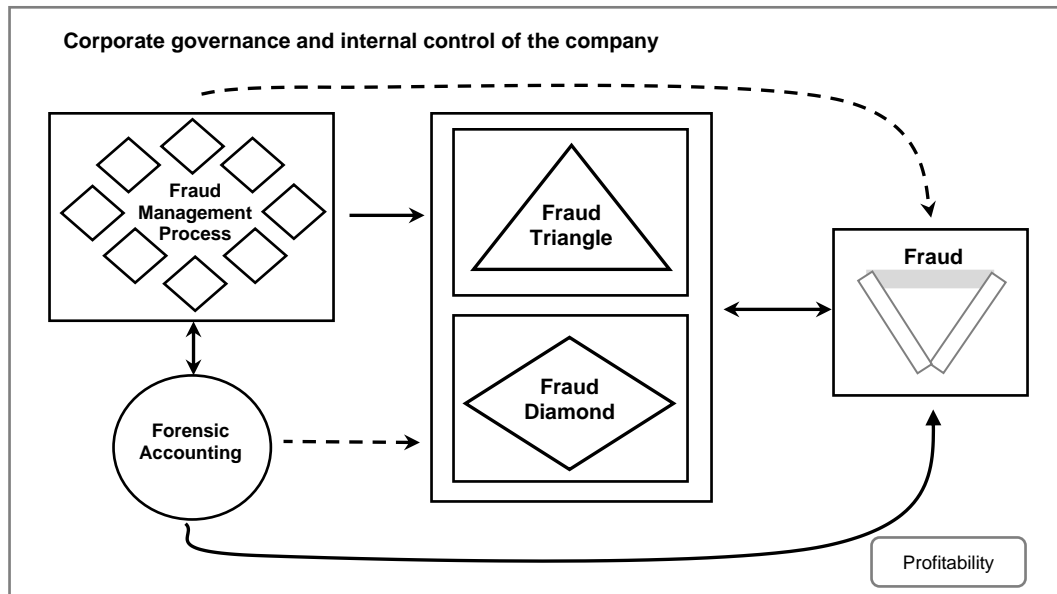 Corporate governance and internal control of the company
Fraud
Management
Process
Fraud
Triangle
Fraud
Fraud
Diamond
Forensic
Accounting
Profitability